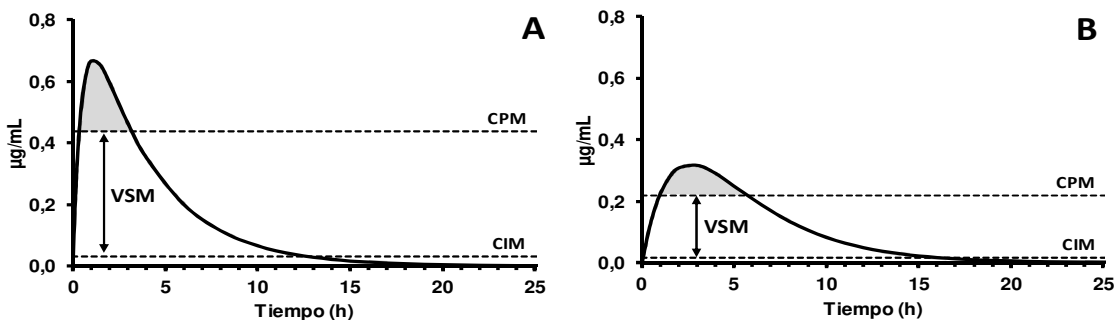 A
µg/mL
0,8
0,6
0,4
0,2
0,0
CPM
VSM
CIM
0 5 10 15 20 25
Tiempo (h)
B
µg/mL
0,8
0,6
0,4
0,2
0,0
CPM
VSM
CIM
0 5 10 15 20 25
Tiempo (h)